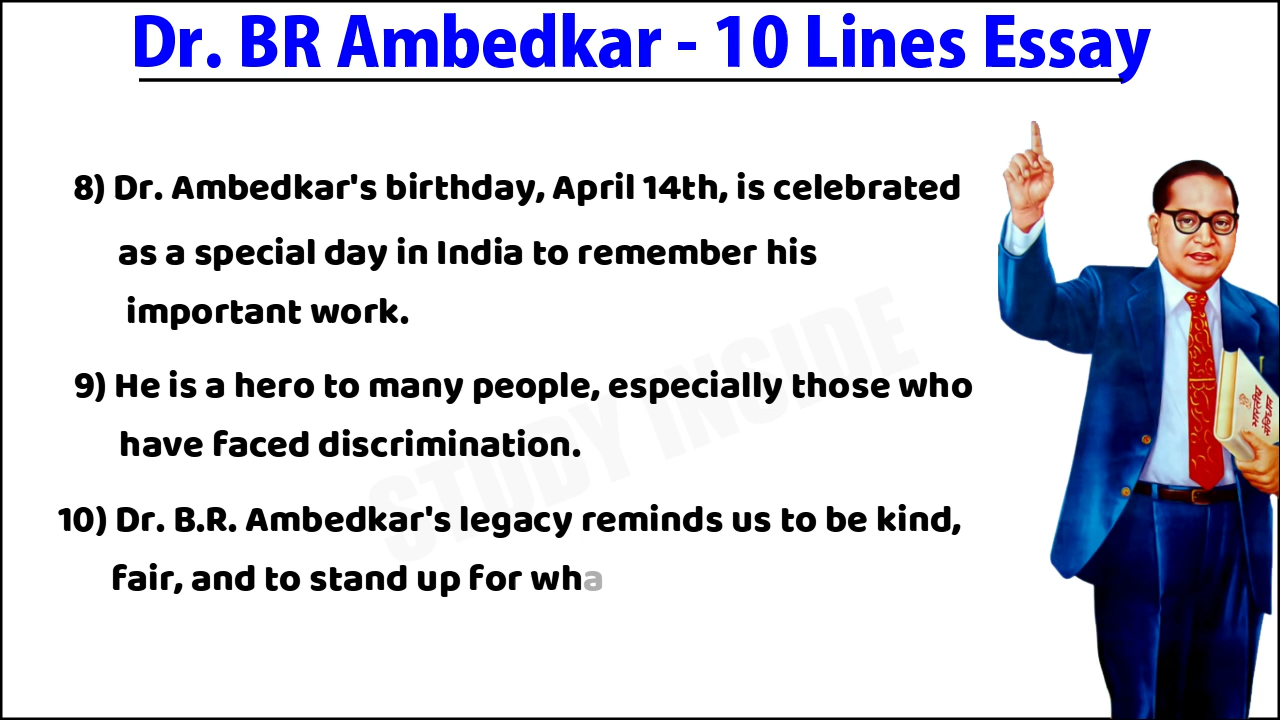 Dr. BR Ambedkar - 10 Lines Essay
8) Dr. Ambedkar's birthday, April 14th, is celebrated
as a special day in India to remember his
important work.
9) He is a hero to many people, especially those who
have faced discrimination.
10) Dr. B.R. Ambedkar's legacy reminds us to be kind,
fair, and to stand up for wha
STUDY INSIDE
भारतीय
संविधान